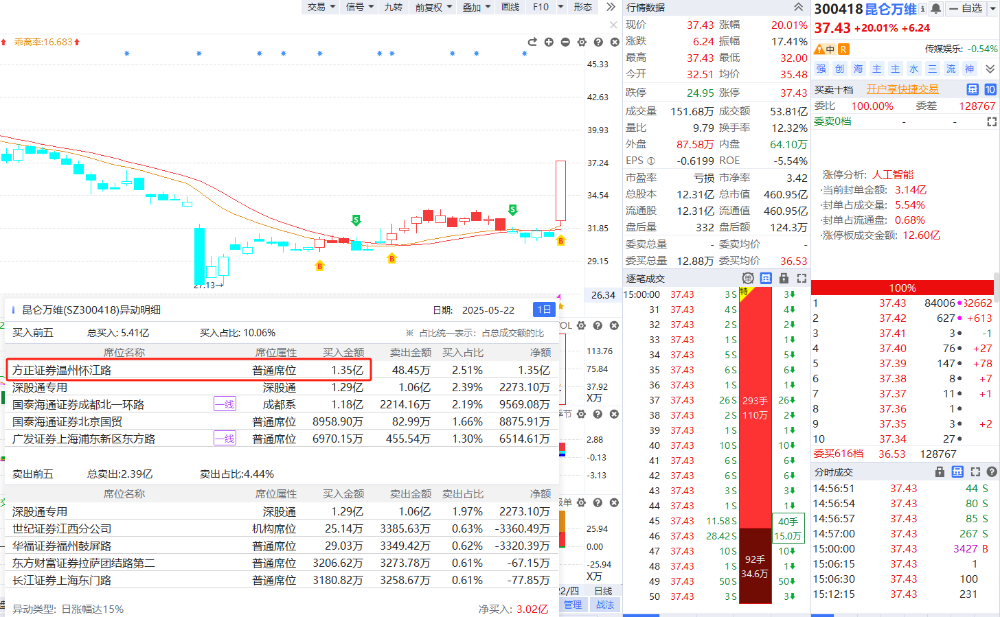 交易 信号 九转 前复权 叠加 画线 F10 形态
乖离率:16.683
45.33
42.63
39.93
37.24
34.54
31.85
29.15
26.34
S
S
B
B
B
27.13→
昆仑万维(SZ300418)异动明细 日期: 2025-05-22 1日
买入前五 总买入: 5.41亿 买入占比: 10.06% ※ 占比统一表示: 占总成交额的比
席位名称 席位属性 买入金额 卖出金额 买入占比 净额
方正证券温州怀江路 普通席位 1.35亿 48.45万 2.51% 1.35亿
深股通专用 深股通 1.29亿 1.06亿 2.39% 2273.10万
国泰海通证券成都北一环路 一线 成都系 1.18亿 2214.16万 2.19% 9569.08万
国泰海通证券北京国贸 普通席位 8958.90万 82.99万 1.66% 8875.91万
广发证券上海浦东新区东方路 一线 普通席位 6970.15万 455.54万 1.30% 6514.61万
卖出前五 总卖出:2.39亿 卖出占比:4.44%
席位名称 席位属性 买入金额 卖出金额 卖出占比 净额
深股通专用 深股通 1.29亿 1.06亿 1.97% 2273.10万
世纪证券江西分公司 机构席位 25.14万 3385.63万 0.63% -3360.49万
华福证券福州鼓屏路 普通席位 29.03万 3349.42万 0.62% -3320.39万
东方财富证券拉萨团结路第二 普通席位 3206.62万 3273.78万 0.61% -67.15万
长江证券上海东门路 普通席位 3180.82万 3258.67万 0.61% -77.85万
异动类型: 日涨幅达15% 净买入: 3.02亿
OL
113.76
75.84
37.92
X万
节
2.88
-0.13
-3.13
单
25.94
0.00
-25.94
X万
2/四 日线
管理 战法
行情数据
现价 37.43 涨幅 20.01%
涨跌 6.24 振幅 17.41%
最高 37.43 最低 32.00
今开 32.51 均价 35.48
跌停 24.95 涨停 37.43
成交量 151.68万 成交额 53.81亿
量比 9.79 换手率 12.32%
外盘 87.58万 内盘 64.10万
EPS ① -0.6199 ROE -5.54%
市盈率 亏损 市净率 3.42
总股本 12.31亿 总市值 460.95亿
流通股 12.31亿 流通值 460.95亿
盘后量 332 盘后额 124.3万
委卖总量 - 委卖均价 -
委买总量 12.88万 委买均价 36.53
逐笔成交 单 量
15:00:00 37.43 3 S 特 3
31 37.43 4 S 4
32 37.43 2 S 2
33 37.43 1 S 1
34 37.43 5 S 5
35 37.43 6 S 6
36 37.43 1 S 1
37 37.43 26 S 293手 26
38 37.43 2 S 110万 2
39 37.43 1 S 1
40 37.43 10 S 10
41 37.43 6 S 6
42 37.43 6 S 6
43 37.43 3 S 3
44 37.43 1 S 1
45 37.43 11.58 S 40手
46 37.43 28.42 S 15.0万
47 37.43 10 S 10
48 37.43 1 S 92手 1
49 37.43 50 S 34.6万 50
50 37.43 3 S 3
300418昆仑万维 自选
37.43 +20.01% +6.24
中 R 传媒娱乐: -0.54%
强 创 海 主 主 水 三 流 神
买卖十档 开户享快捷交易 量 10
委比 100.00% 委差 128767
委卖0档 - -
涨停分析: 人工智能
·当前封单金额: 3.14亿
·封单占成交量: 5.54%
·封单占流通盘: 0.68%
·涨停板成交金额: 12.60亿
100%
1 37.43 84006 32662
2 37.42 627 +613
3 37.41 3 -1
4 37.40 76 +27
5 37.39 147 +78
6 37.38 8 +7
7 37.37 11 +1
8 37.36 1
9 37.35 3 +2
10 37.34 27
委买616档 36.53 128767
分时成交 量
14:56:51 37.43 44 S
14:56:54 37.43 80 S
14:56:57 37.43 85 S
14:57:00 37.43 267 S
15:00:00 37.43 3427 B
15:06:15 37.43 1
15:06:30 37.43 100
15:12:15 37.43 231